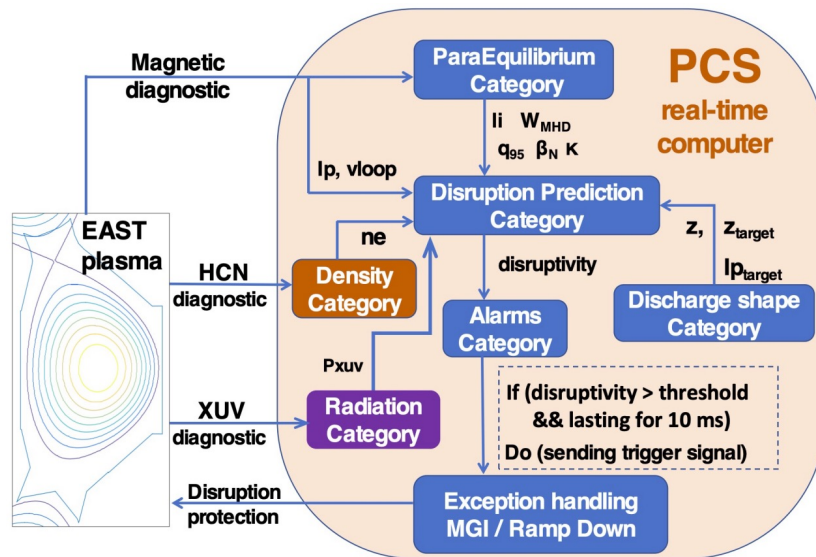 Magnetic
diagnostic
ParaEquilibrium
Category
PCS
real-time
computer
li W_MHD
q_95 β_N κ
Ip, vloop
Disruption Prediction
Category
EAST
plasma
ne
HCN
diagnostic
Density
Category
disruptivity
z, z_target
Ip_target
Discharge shape
Category
Alarms
Category
Pxuv
XUV
diagnostic
Radiation
Category
If (disruptivity > threshold
&& lasting for 10 ms)
Do (sending trigger signal)
Disruption
protection
Exception handling
MGI / Ramp Down